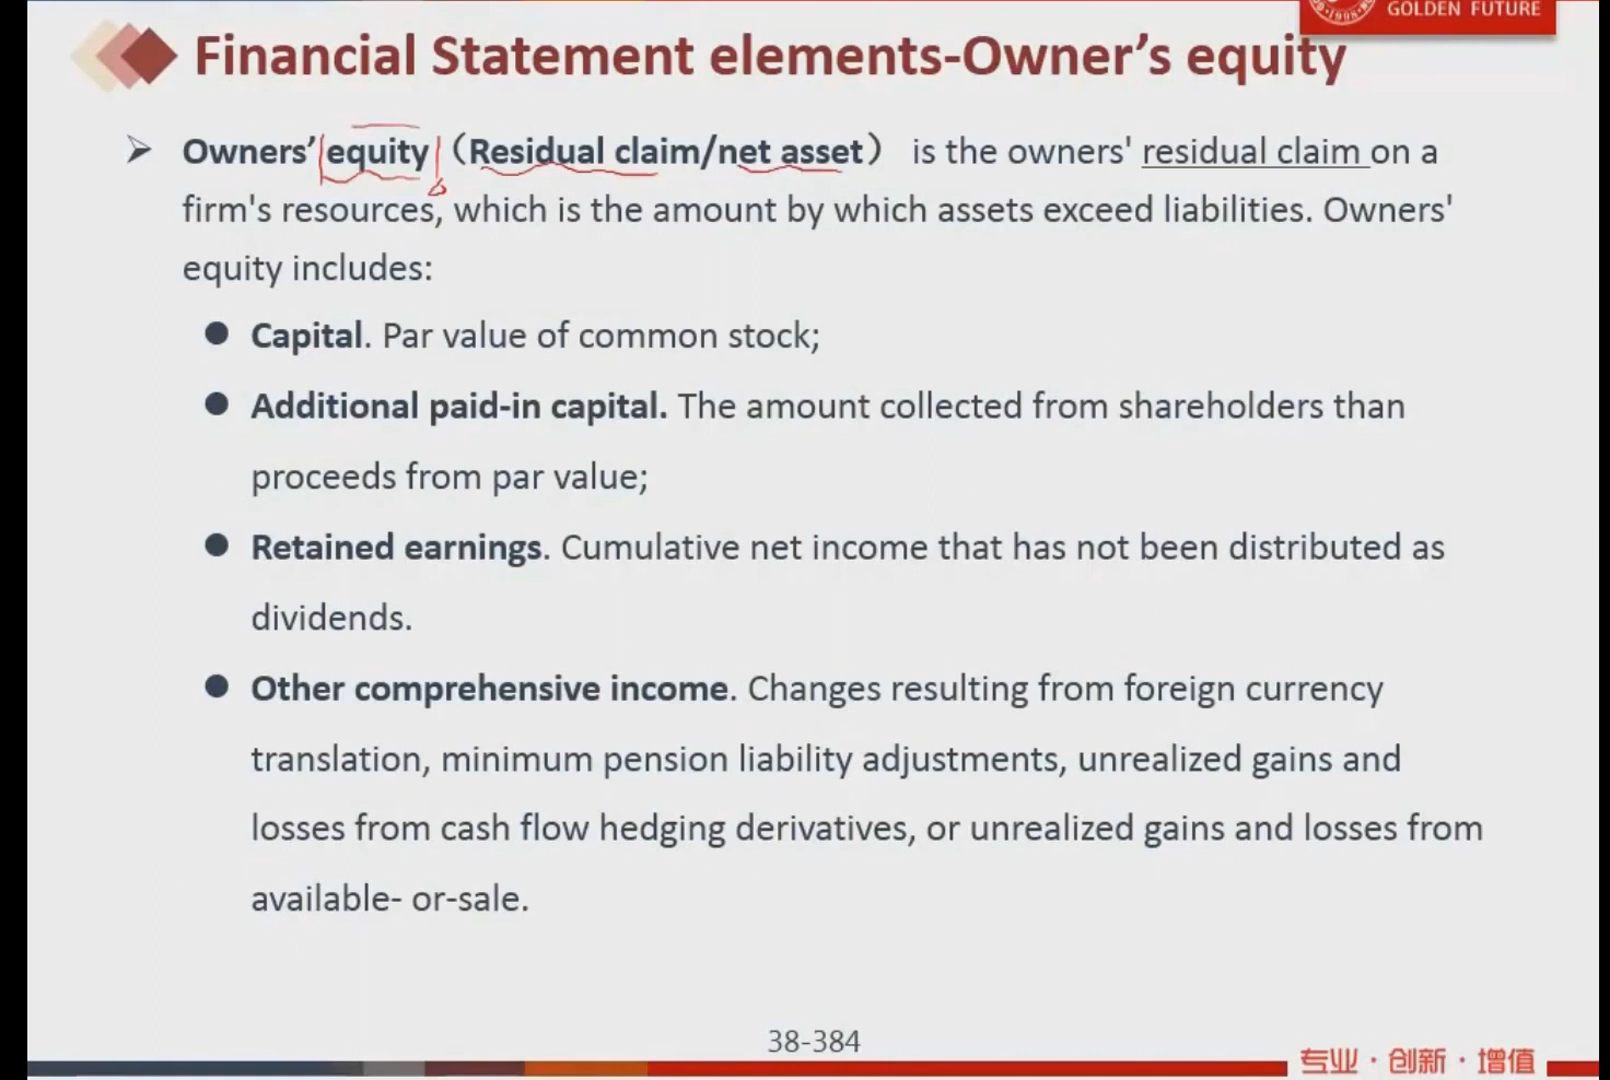 GOLDEN FUTURE
Financial Statement elements-Owner’s equity
Owners’ equity（Residual claim/net asset） is the owners' residual claim on a
firm's resources, which is the amount by which assets exceed liabilities. Owners'
equity includes:
Capital. Par value of common stock;
Additional paid-in capital. The amount collected from shareholders than
proceeds from par value;
Retained earnings. Cumulative net income that has not been distributed as
dividends.
Other comprehensive income. Changes resulting from foreign currency
translation, minimum pension liability adjustments, unrealized gains and
losses from cash flow hedging derivatives, or unrealized gains and losses from
available- or-sale.
38-384
专业·创新·增值